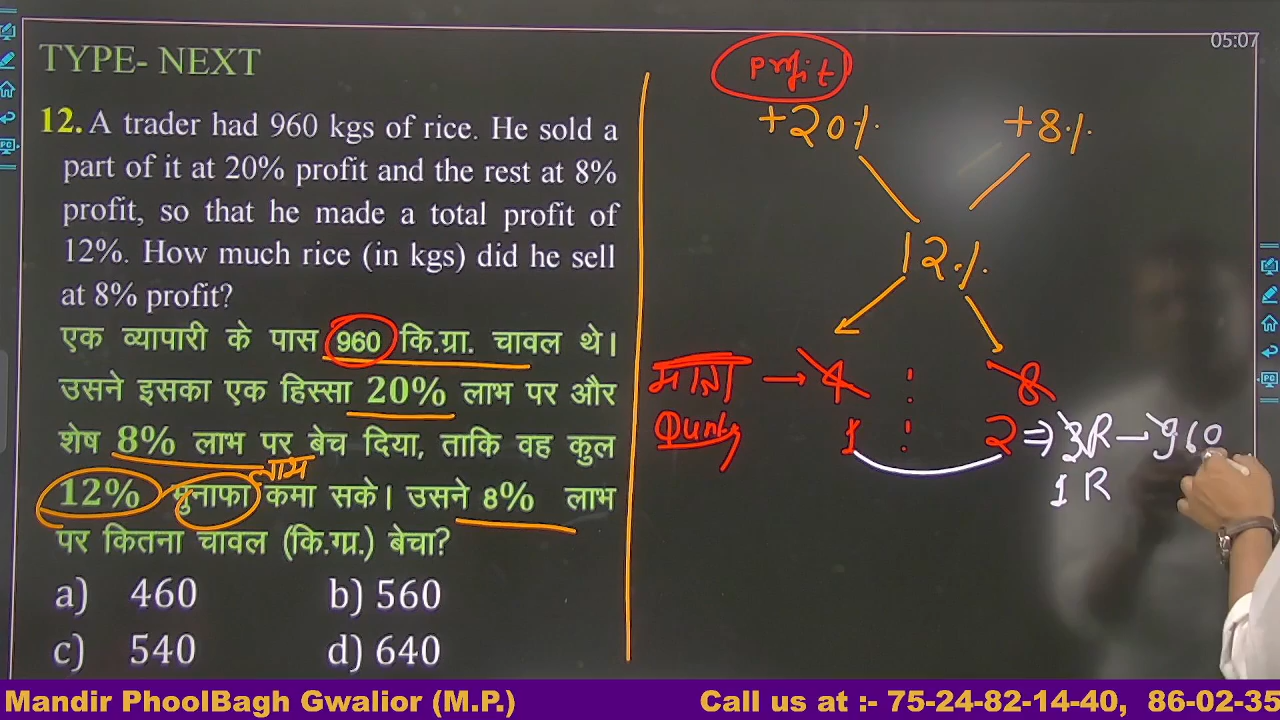 05:07
TYPE- NEXT
12. A trader had 960 kgs of rice. He sold a
part of it at 20% profit and the rest at 8%
profit, so that he made a total profit of
12%. How much rice (in kgs) did he sell
at 8% profit?
एक व्यापारी के पास 960 कि.ग्रा. चावल थे।
उसने इसका एक हिस्सा 20% लाभ पर और
शेष 8% लाभ पर बेच दिया, ताकि वह कुल
लाभ
12% मुनाफा कमा सके। उसने 8% लाभ
पर कितना चावल (कि.ग्रा.) बेचा?
a) 460 b) 560
c) 540 d) 640
Profit
+20% +8%
12%
मात्रा → 4 : 8
1 : 2 ⇒ 3R — 960
1 R
Mandir PhoolBagh Gwalior (M.P.) Call us at :- 75-24-82-14-40, 86-02-35